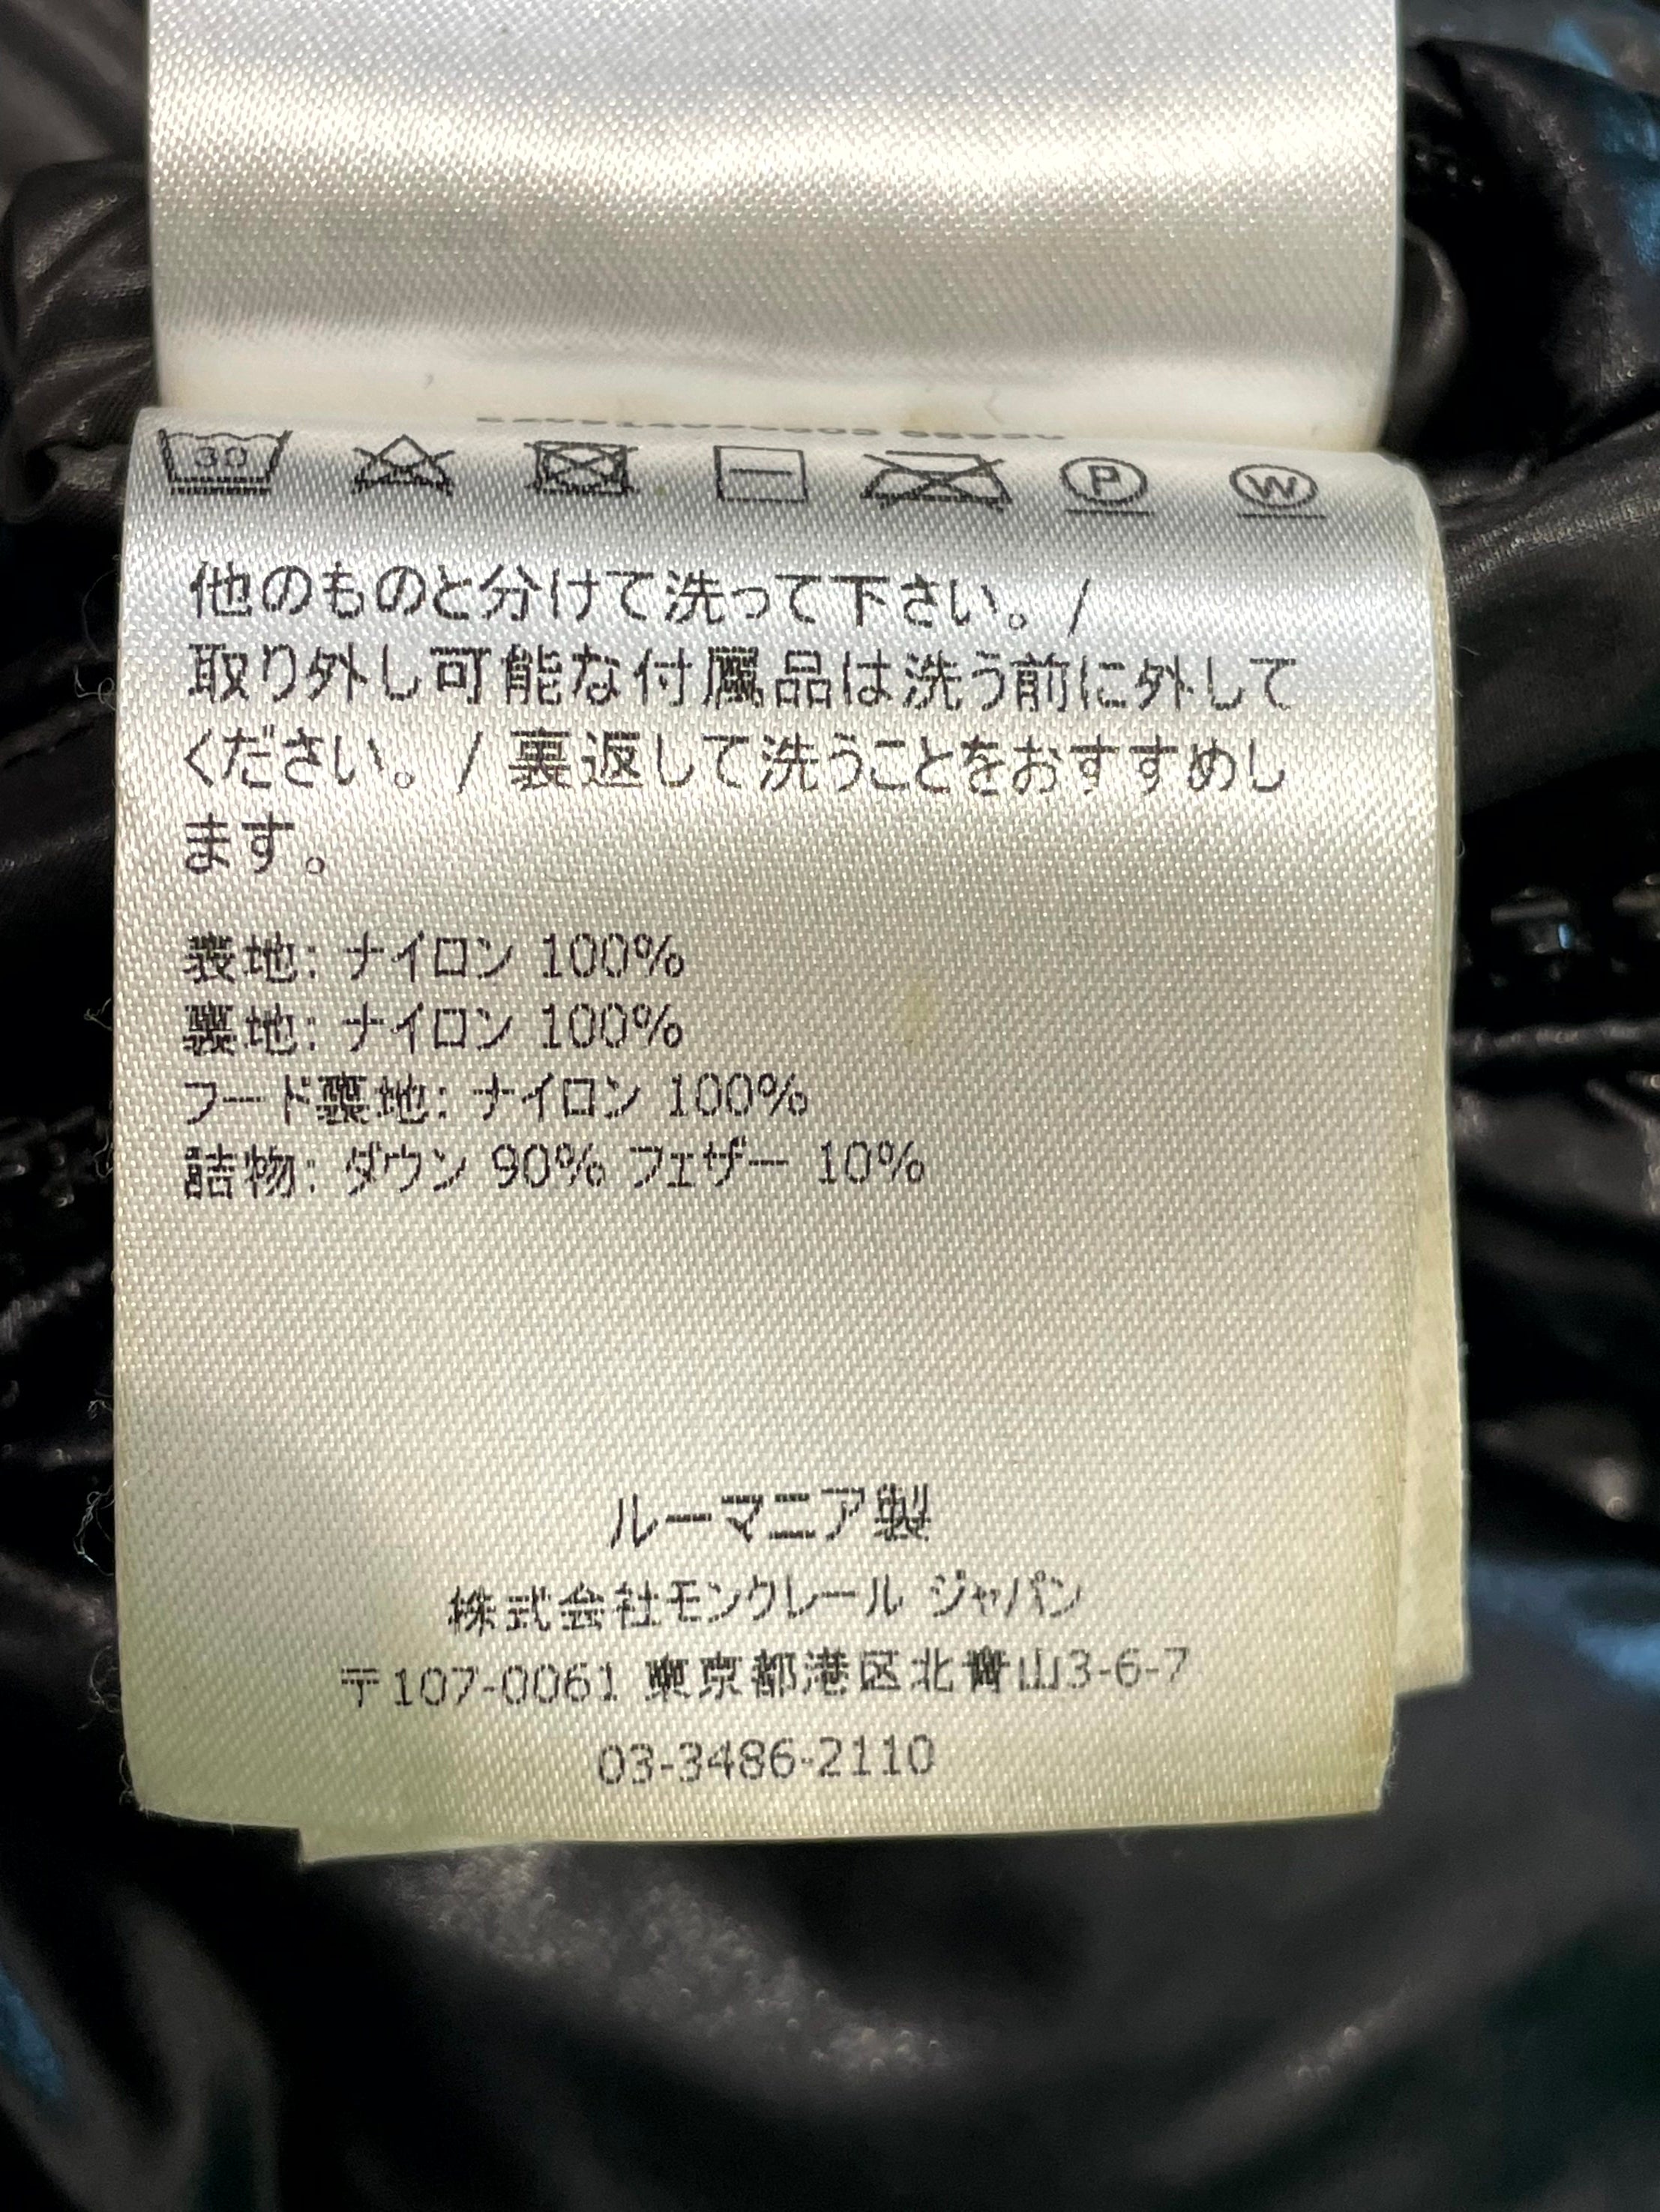 30
P W
他のものと分けて洗って下さい。/
取り外し可能な付属品は洗う前に外して
ください。/ 裏返して洗うことをおすすめし
ます。
表地: ナイロン 100%
裏地: ナイロン 100%
フード裏地: ナイロン 100%
詰物: ダウン 90% フェザー 10%
ルーマニア製
株式会社モンクレール ジャパン
〒107-0061 東京都港区北青山3-6-7
03-3486-2110